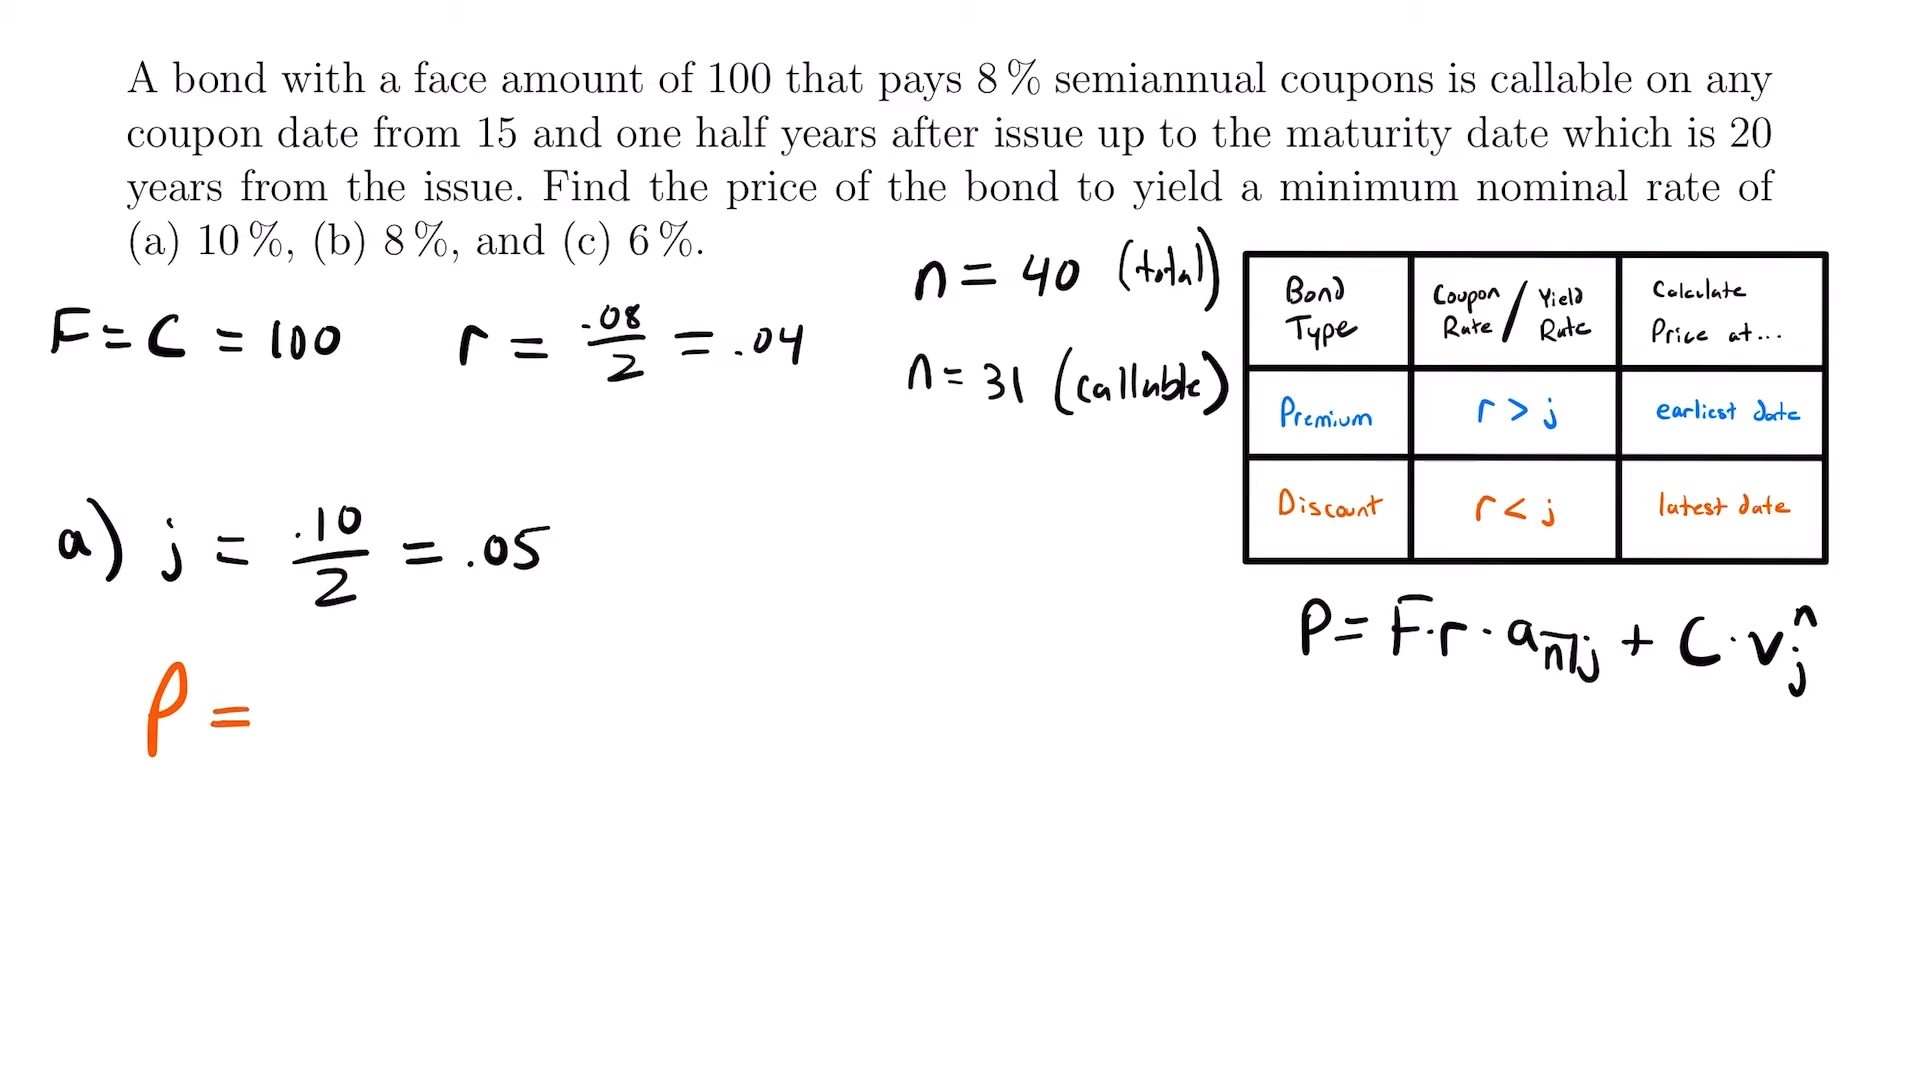 A bond with a face amount of 100 that pays 8 % semiannual coupons is callable on any
coupon date from 15 and one half years after issue up to the maturity date which is 20
years from the issue. Find the price of the bond to yield a minimum nominal rate of
(a) 10 %, (b) 8 %, and (c) 6 %.
F = C = 100
r = .08/2 = .04
n = 40 (total)
n = 31 (callable)
Bond Type
Coupon Rate / Yield Rate
Calculate Price at...
Premium
r > j
earliest date
Discount
r < j
latest date
a) j = .10/2 = .05
P = F·r·a_{n⌉j} + C·v_j^n
P =